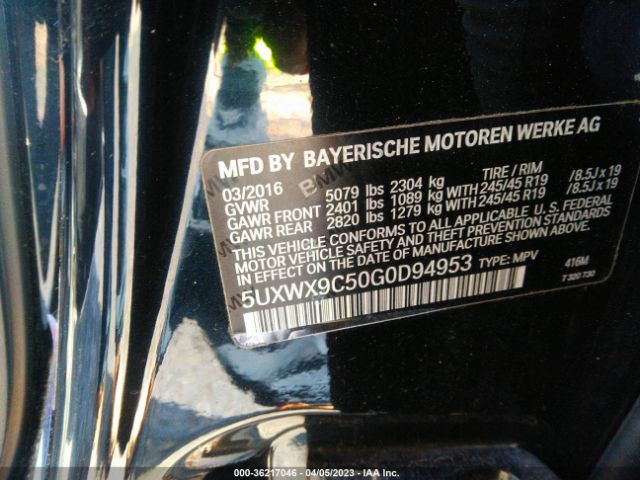 MFD BY BAYERISCHE MOTOREN WERKE AG
03/2016
TIRE / RIM
GVWR 5079 lbs 2304 kg
GAWR FRONT 2401 lbs 1089 kg WITH 245/45 R19 /8.5J x 19
GAWR REAR 2820 lbs 1279 kg WITH 245/45 R19 /8.5J x 19
THIS VEHICLE CONFORMS TO ALL APPLICABLE U.S. FEDERAL
MOTOR VEHICLE SAFETY AND THEFT PREVENTION STANDARDS
IN EFFECT ON THE DATE OF MANUFACTURE SHOWN ABOVE.
5UXWX9C50G0D94953 TYPE: MPV 416M
7 320 730
000-36217046 - 04/05/2023 - IAA Inc.